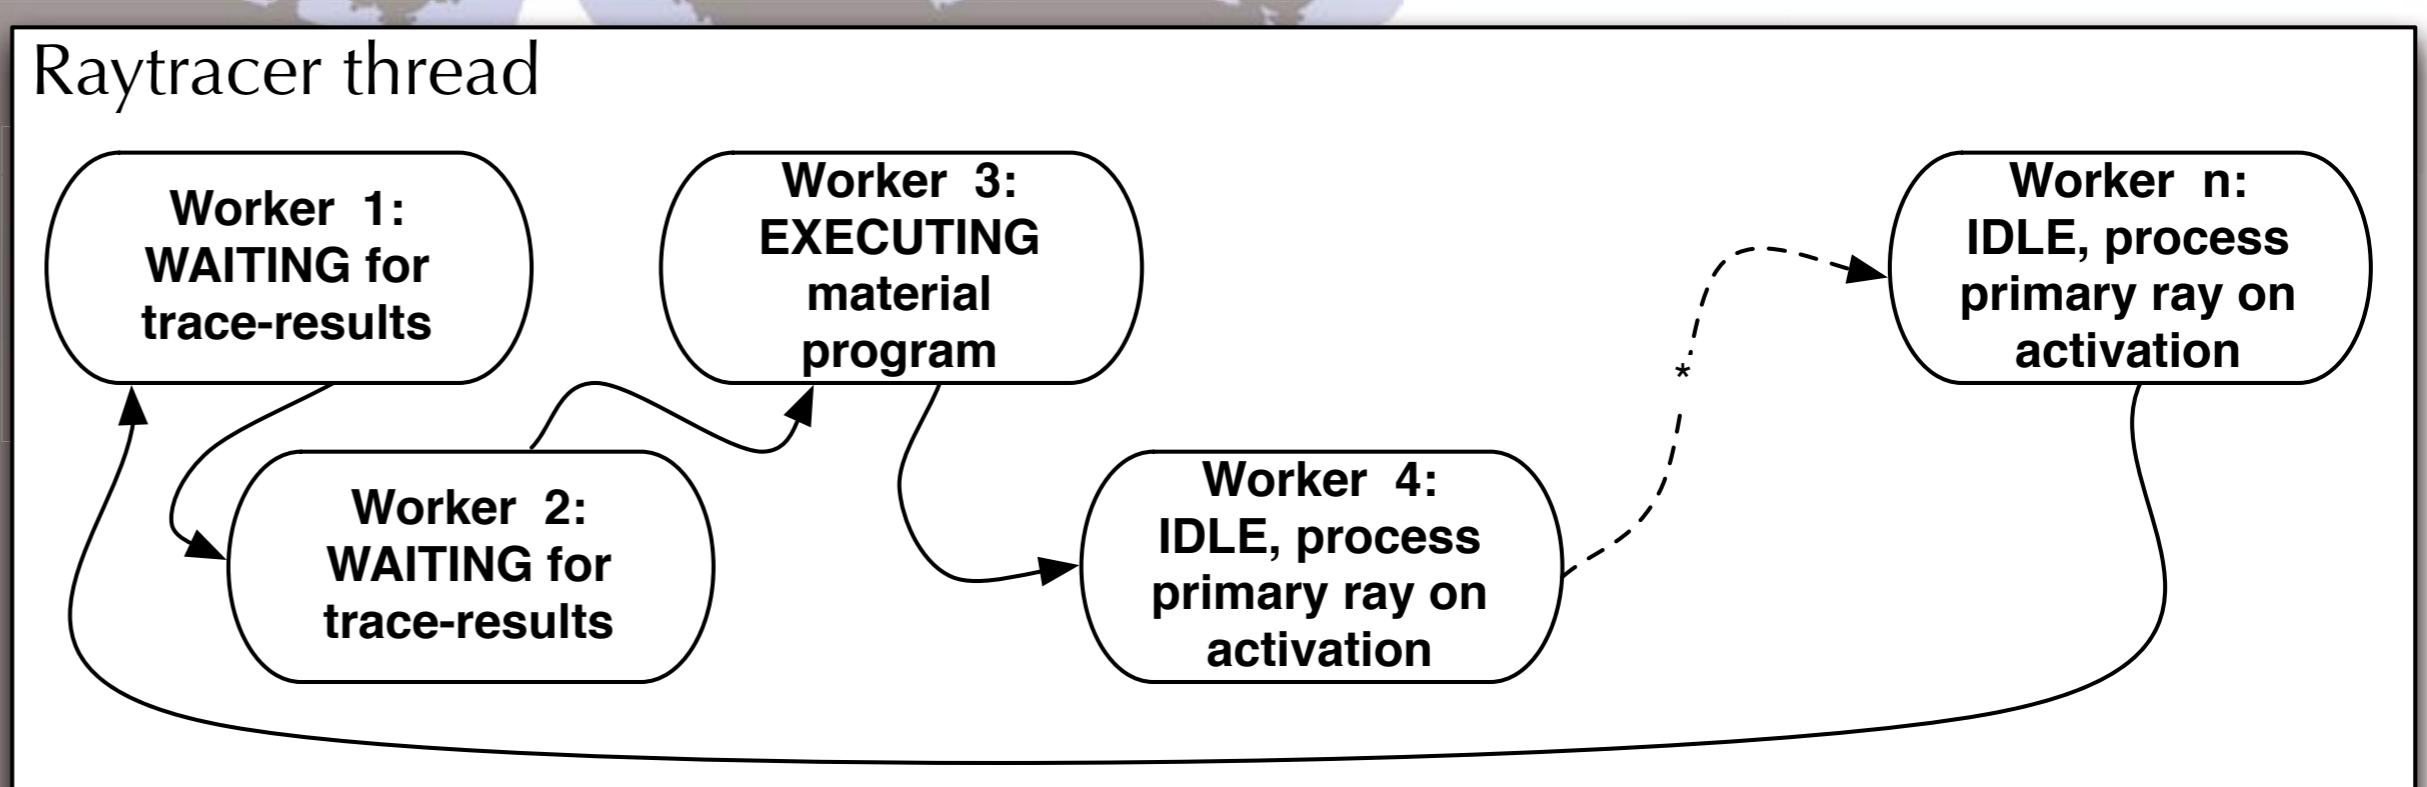 Raytracer thread
Worker 1:
WAITING for
trace-results
Worker 2:
WAITING for
trace-results
Worker 3:
EXECUTING
material
program
Worker 4:
IDLE, process
primary ray on
activation
*
Worker n:
IDLE, process
primary ray on
activation